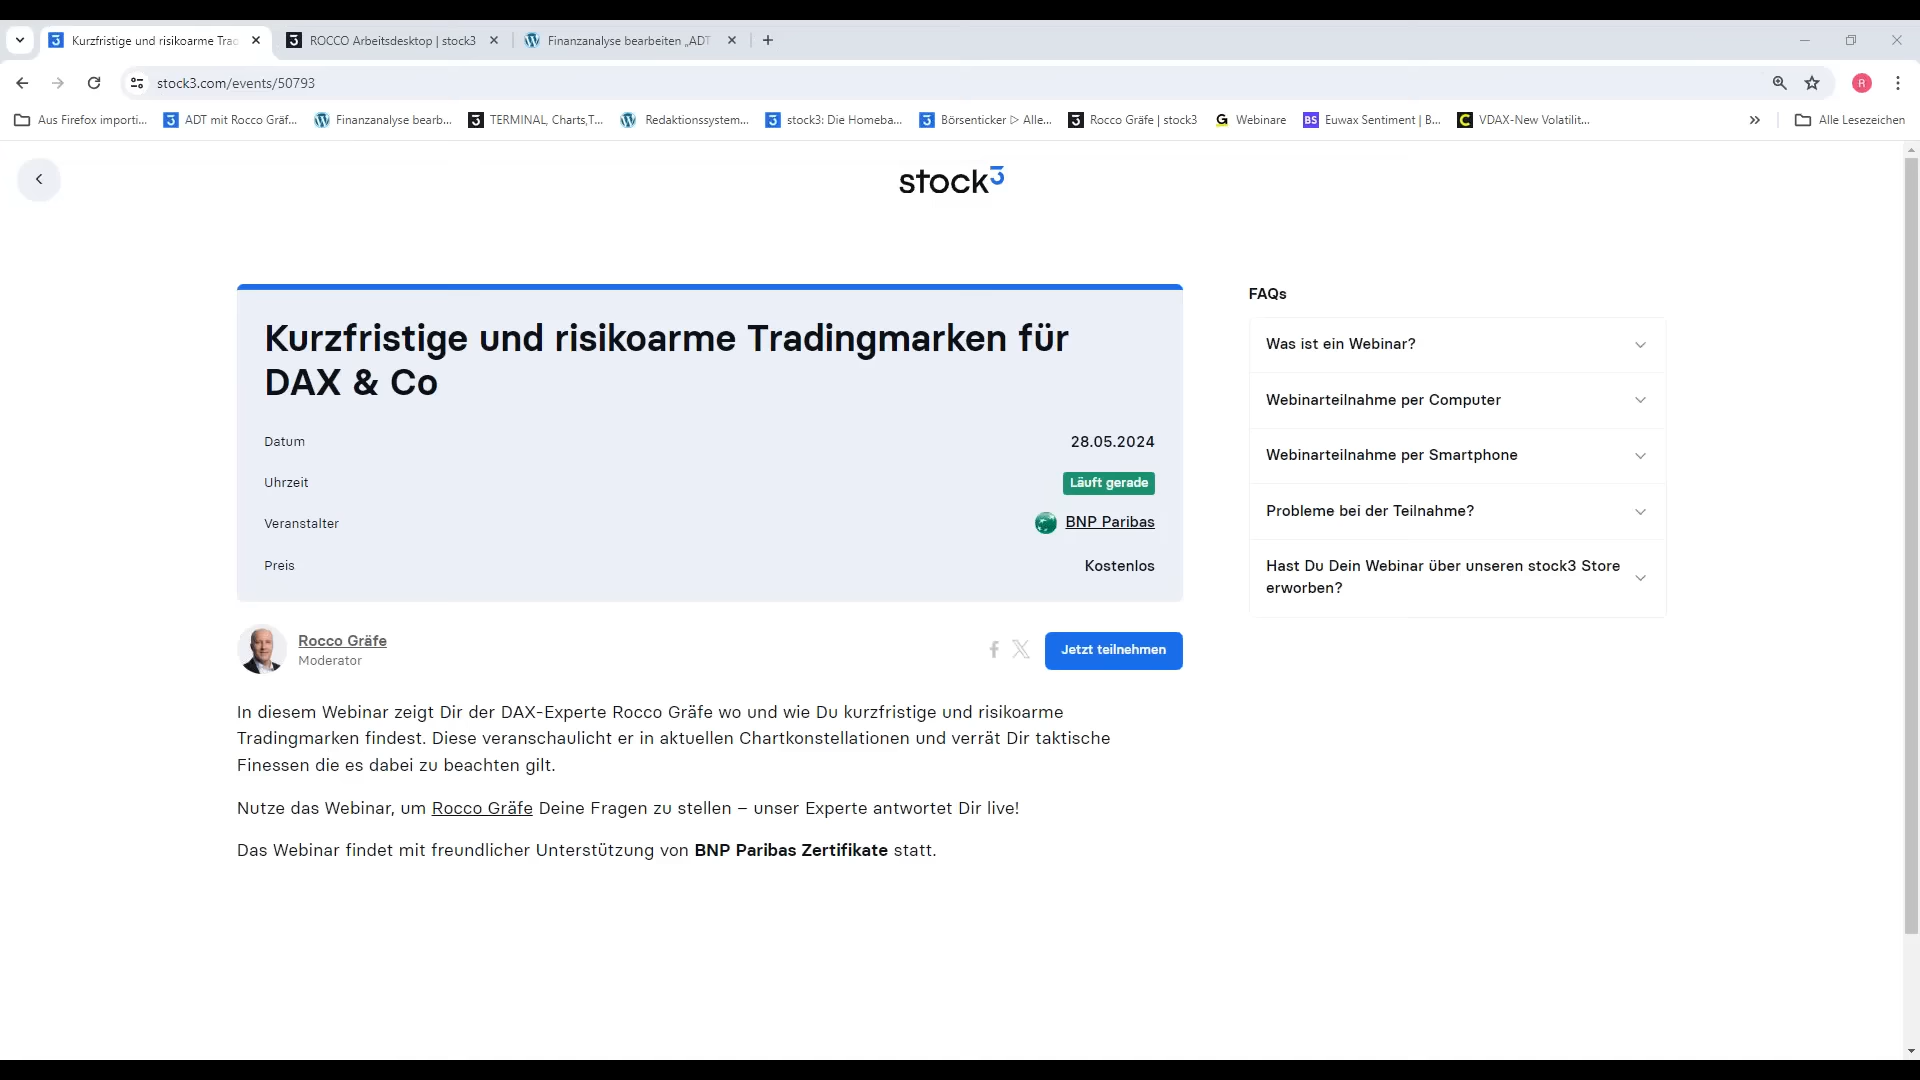 Kurzfristige und risikoarme Trad
ROCCO Arbeitsdesktop | stock3
Finanzanalyse bearbeiten „ADT
stock3.com/events/50793
R
Aus Firefox importi...
ADT mit Rocco Gräf...
Finanzanalyse bearb...
TERMINAL, Charts,T...
Redaktionssystem...
stock3: Die Homeba...
Börsenticker ▷ Alle...
Rocco Gräfe | stock3
Webinare
BS Euwax Sentiment | B...
VDAX-New Volatilit...
Alle Lesezeichen
stock3
Kurzfristige und risikoarme Tradingmarken für
DAX & Co
Datum 28.05.2024
Uhrzeit Läuft gerade
Veranstalter BNP Paribas
Preis Kostenlos
Rocco Gräfe
Moderator
Jetzt teilnehmen
In diesem Webinar zeigt Dir der DAX-Experte Rocco Gräfe wo und wie Du kurzfristige und risikoarme
Tradingmarken findest. Diese veranschaulicht er in aktuellen Chartkonstellationen und verrät Dir taktische
Finessen die es dabei zu beachten gilt.
Nutze das Webinar, um Rocco Gräfe Deine Fragen zu stellen – unser Experte antwortet Dir live!
Das Webinar findet mit freundlicher Unterstützung von BNP Paribas Zertifikate statt.
FAQs
Was ist ein Webinar?
Webinarteilnahme per Computer
Webinarteilnahme per Smartphone
Probleme bei der Teilnahme?
Hast Du Dein Webinar über unseren stock3 Store
erworben?